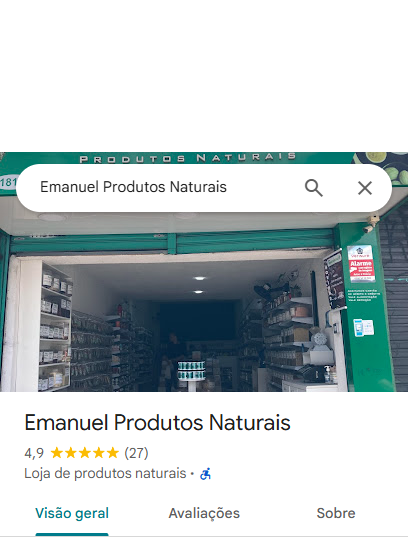 PRODUTOS NATURAIS
181
Emanuel Produtos Naturais
Alarme
Emanuel Produtos Naturais
4,9 (27)
Loja de produtos naturais ·
Visão geral
Avaliações
Sobre